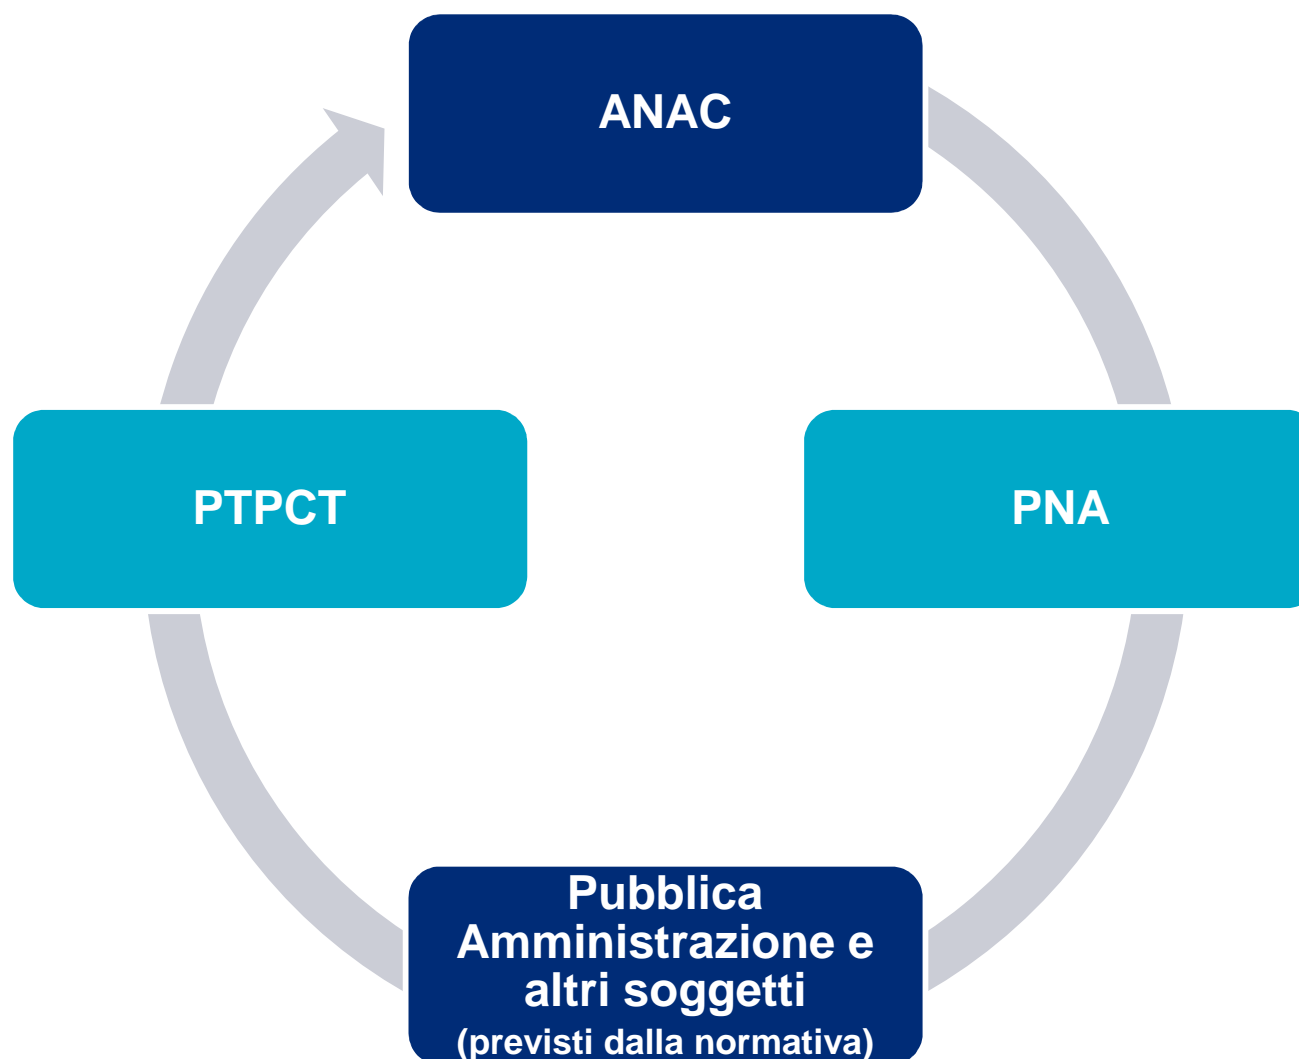 ANAC
PTPCT
PNA
Pubblica
Amministrazione e
altri soggetti
(previsti dalla normativa)